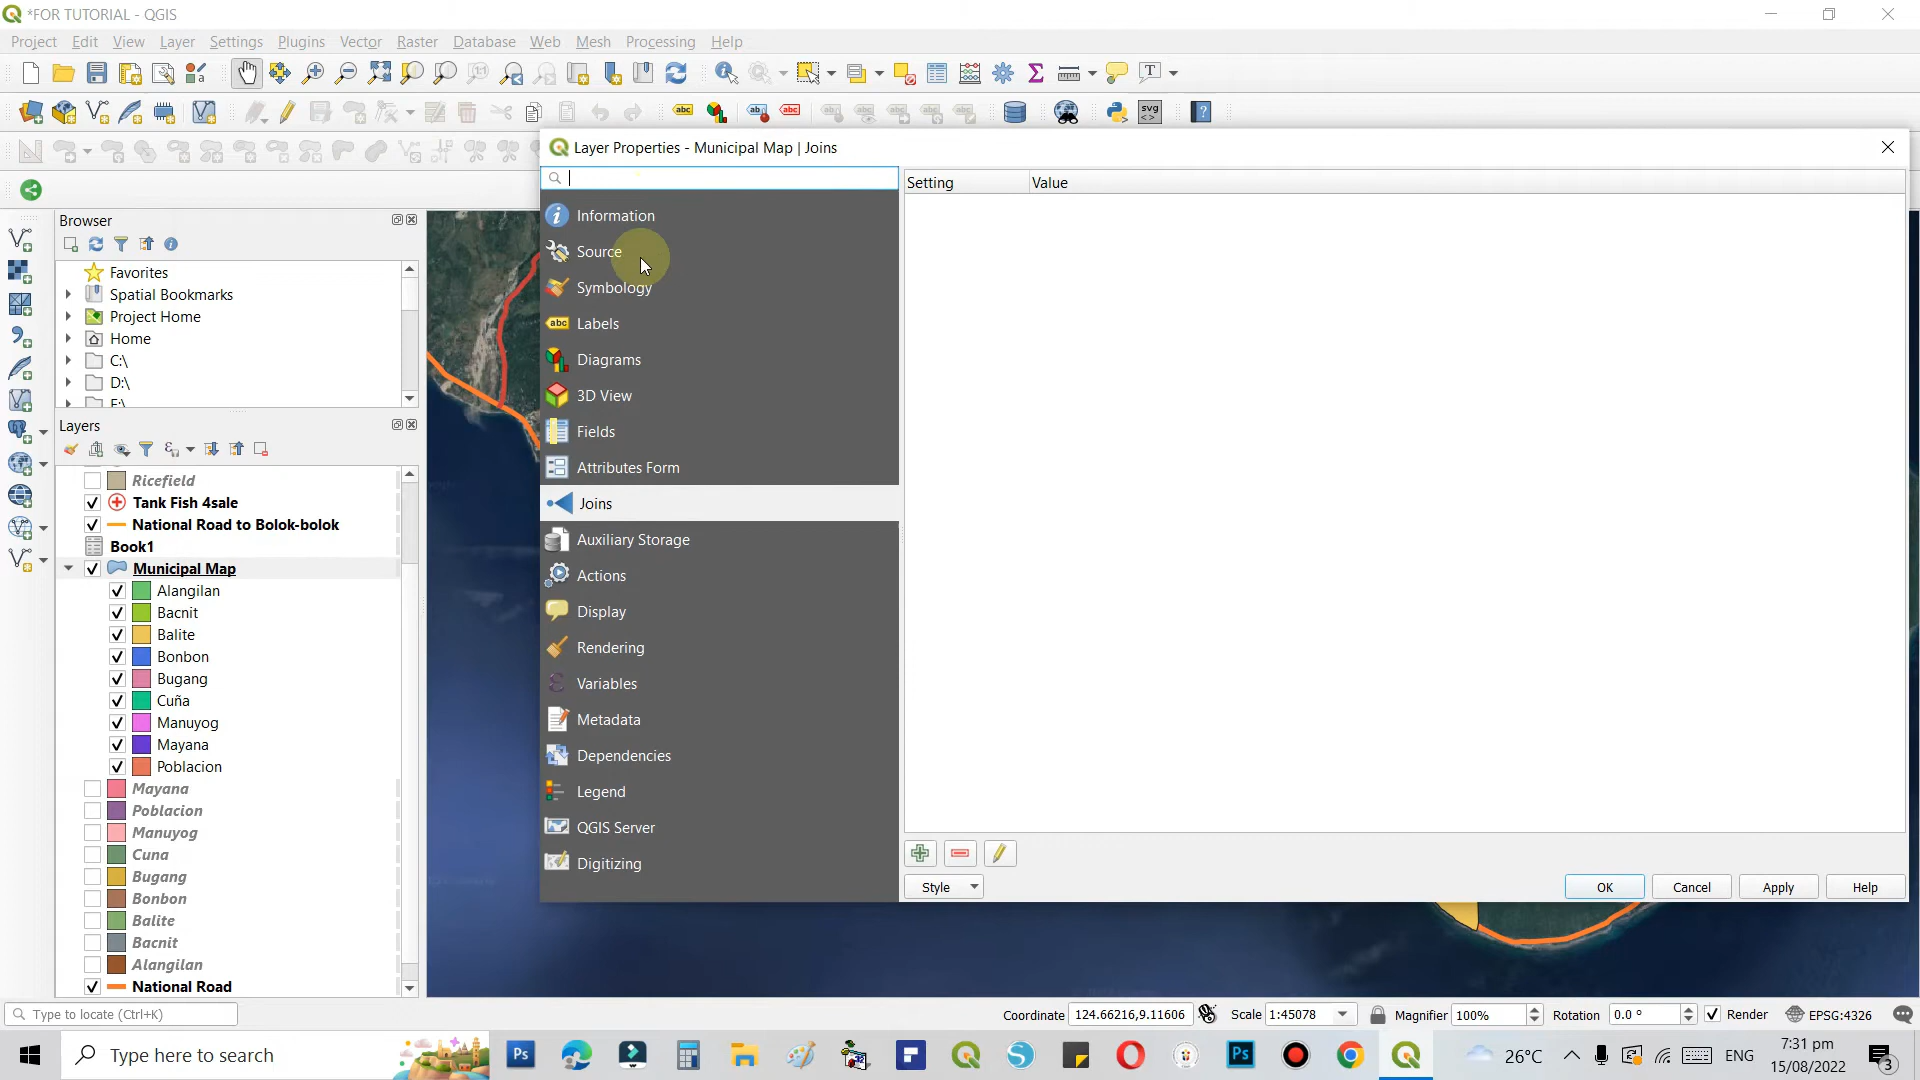 *FOR TUTORIAL - QGIS
Project Edit View Layer Settings Plugins Vector Raster Database Web Mesh Processing Help
Layer Properties - Municipal Map | Joins
Browser
Favorites
Spatial Bookmarks
Project Home
Home
C:\
D:\
E:\
Layers
Ricefield
Tank Fish 4sale
National Road to Bolok-bolok
Book1
Municipal Map
Alangilan
Bacnit
Balite
Bonbon
Bugang
Cuña
Manuyog
Mayana
Poblacion
Mayana
Poblacion
Manuyog
Cuna
Bugang
Bonbon
Balite
Bacnit
Alangilan
National Road
Information
Source
Symbology
Labels
Diagrams
3D View
Fields
Attributes Form
Joins
Auxiliary Storage
Actions
Display
Rendering
Variables
Metadata
Dependencies
Legend
QGIS Server
Digitizing
Setting Value
Style OK Cancel Apply Help
Type to locate (Ctrl+K) Coordinate 124.66216,9.11606 Scale 1:45078 Magnifier 100% Rotation 0.0 ° Render EPSG:4326
Type here to search 26°C ENG 7:31 pm
15/08/2022 3